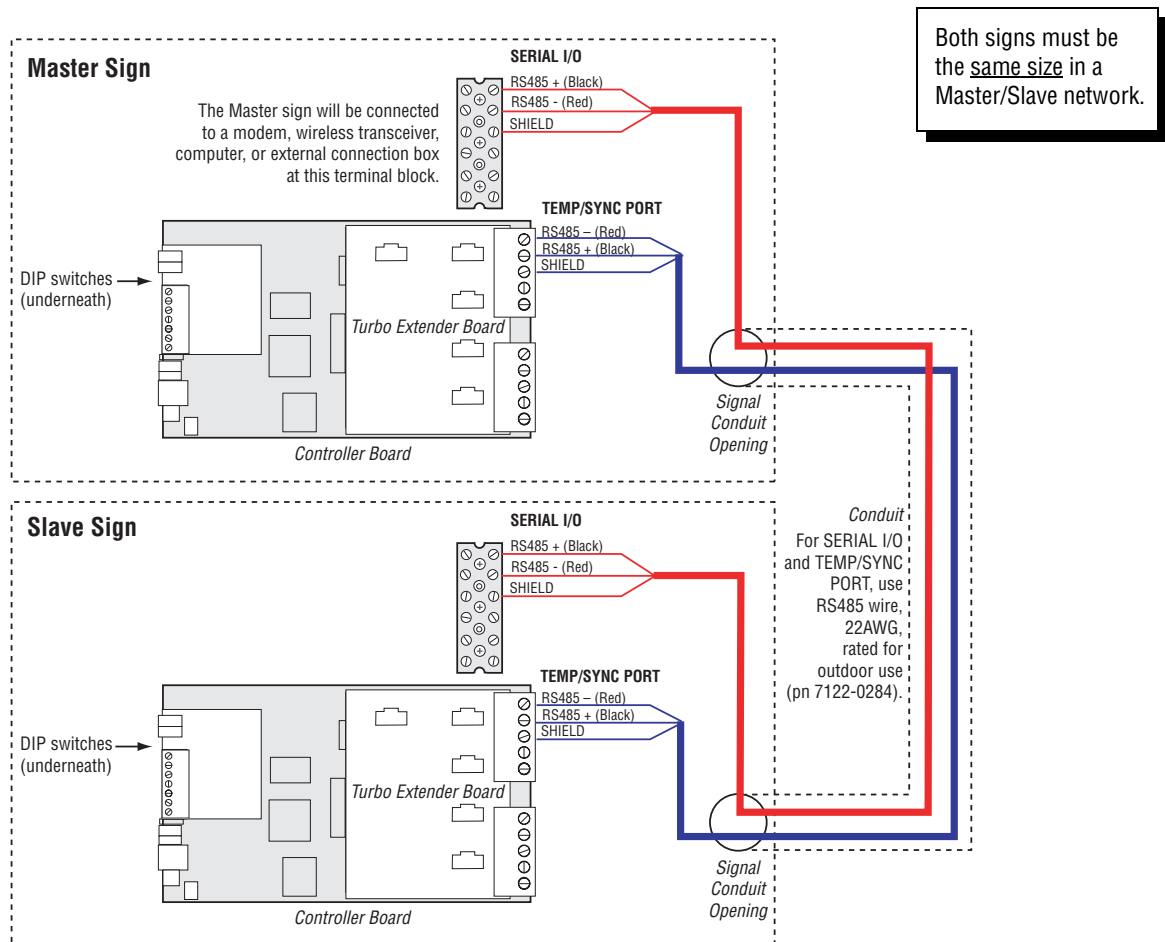 Both signs must be
the same size in a
Master/Slave network.
Master Sign
SERIAL I/O
RS485 + (Black)
RS485 - (Red)
SHIELD
The Master sign will be connected
to a modem, wireless transceiver,
computer, or external connection box
at this terminal block.
TEMP/SYNC PORT
RS485 – (Red)
RS485 + (Black)
SHIELD
DIP switches
(underneath)
Turbo Extender Board
Controller Board
Signal
Conduit
Opening
Slave Sign
SERIAL I/O
RS485 + (Black)
RS485 - (Red)
SHIELD
Conduit
For SERIAL I/O
and TEMP/SYNC
PORT, use
RS485 wire,
22AWG,
rated for
outdoor use
(pn 7122-0284).
TEMP/SYNC PORT
RS485 – (Red)
RS485 + (Black)
SHIELD
DIP switches
(underneath)
Turbo Extender Board
Controller Board
Signal
Conduit
Opening